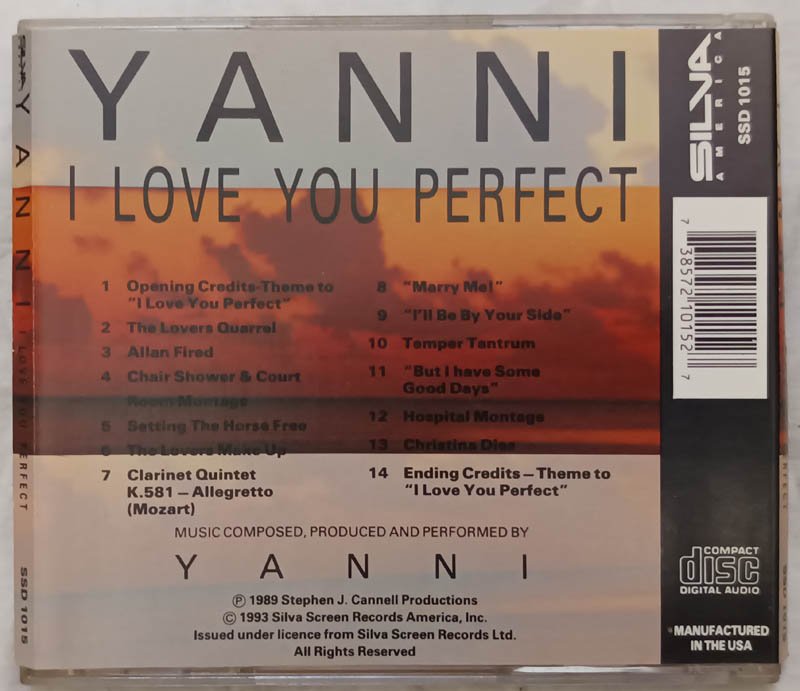 YANNI
I LOVE YOU PERFECT
1 Opening Credits-Theme to
"I Love You Perfect"
2 The Lovers Quarrel
3 Allan Fired
4 Chair Shower & Court
Room Montage
5 Setting The Horse Free
6 The Lovers Make Up
7 Clarinet Quintet
K.581 – Allegretto
(Mozart)
8 "Marry Me!"
9 "I'll Be By Your Side"
10 Temper Tantrum
11 "But I have Some
Good Days"
12 Hospital Montage
13 Christina Dies
14 Ending Credits – Theme to
"I Love You Perfect"
MUSIC COMPOSED, PRODUCED AND PERFORMED BY
YANNI
Ⓟ 1989 Stephen J. Cannell Productions
© 1993 Silva Screen Records America, Inc.
Issued under licence from Silva Screen Records Ltd.
All Rights Reserved
SILVA
AMERICA
SSD 1015
7 38572 10152 7
COMPACT
disc
DIGITAL AUDIO
MANUFACTURED
IN THE USA
SILVA
YANNI
I LOVE YOU PERFECT
SSD 1015
PERFECT
SSD 1015